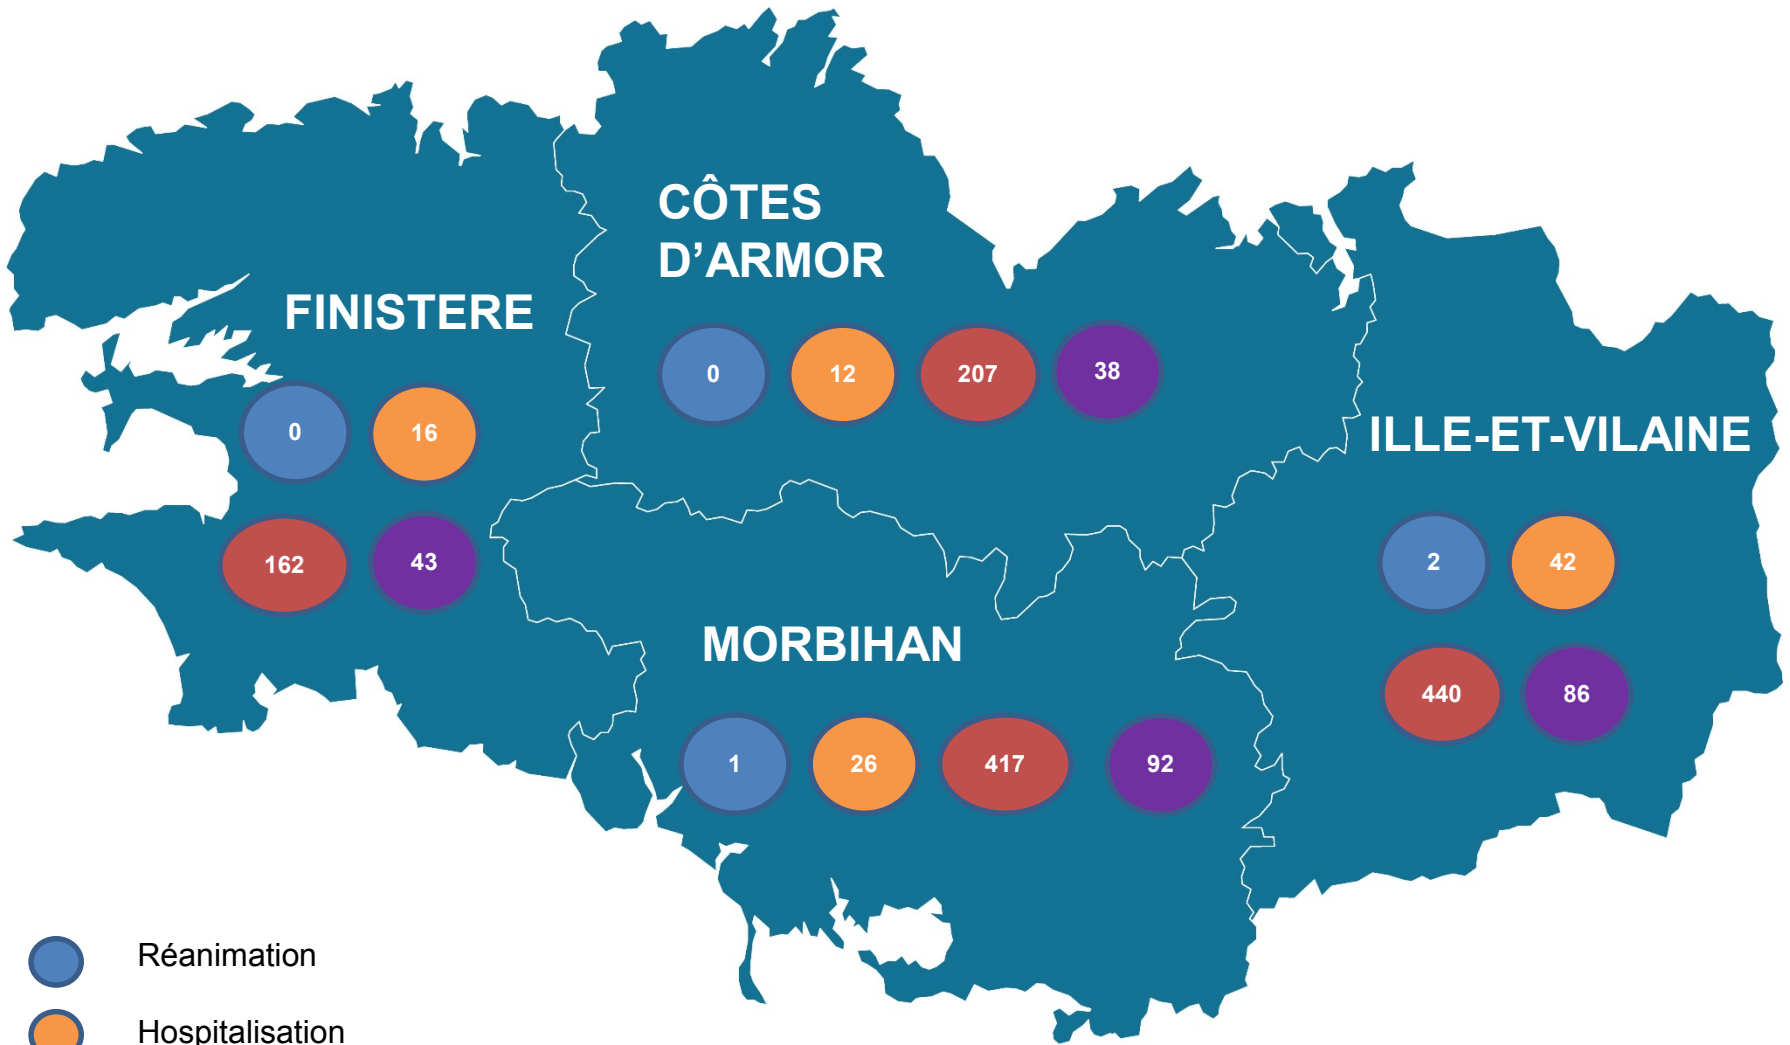 CÔTES
D’ARMOR
0 12 207 38
FINISTERE
0 16
162 43
ILLE-ET-VILAINE
2 42
440 86
MORBIHAN
1 26 417 92
Réanimation
Hospitalisation